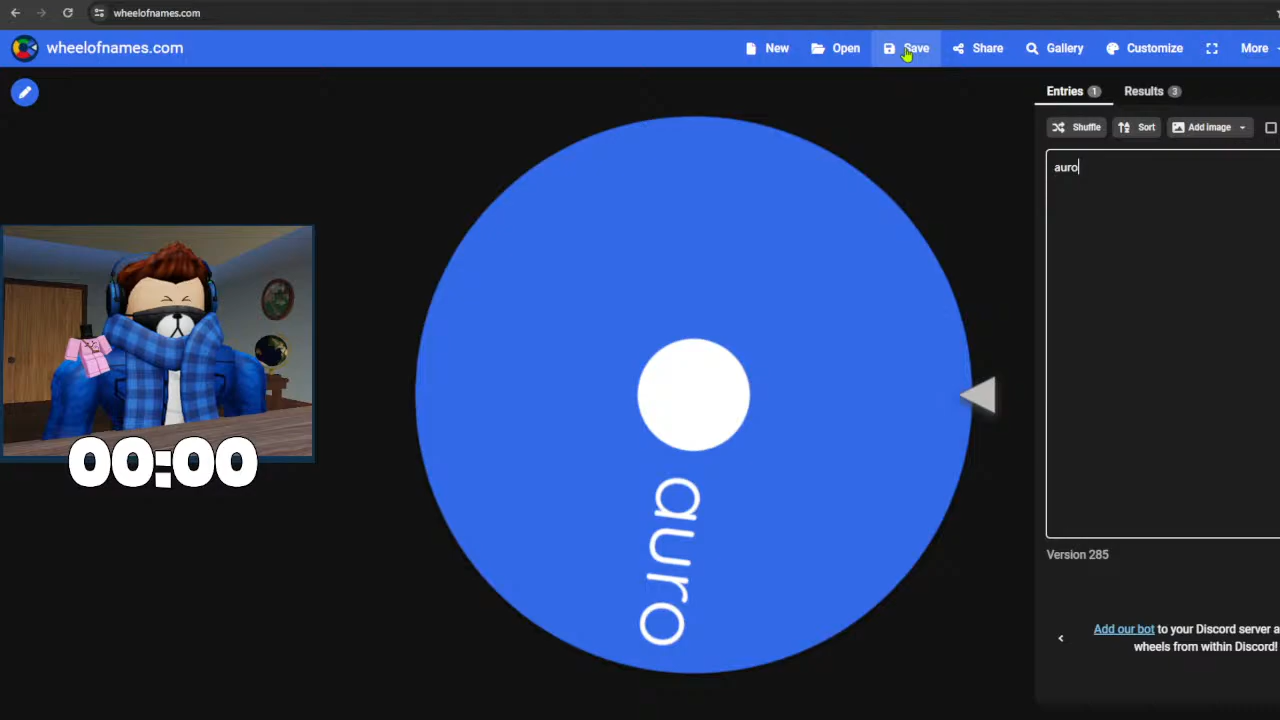 wheelofnames.com
wheelofnames.com
New
Open
Save
Share
Gallery
Customize
More
Entries 1
Results 3
Shuffle
Sort
Add image
auro
auro
00:00
Version 285
Add our bot to your Discord server a
wheels from within Discord!